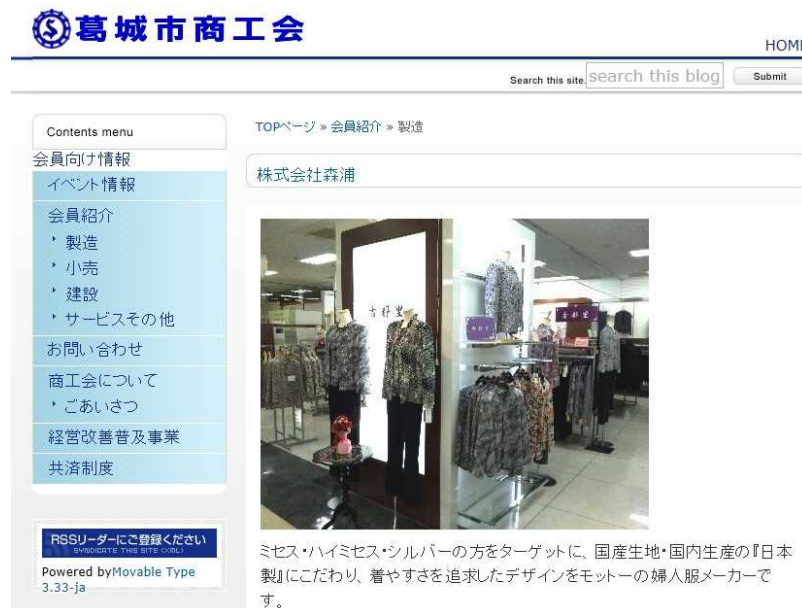 葛城市商工会
HOM
Search this site. search this blog Submit
Contents menu
会員向け情報
イベント情報
会員紹介
製造
小売
建設
サービスその他
お問い合わせ
商工会について
ごあいさつ
経営改善普及事業
共済制度
RSSリーダーにご登録ください
SYNDICATE THIS SITE (XML)
Powered byMovable Type
3.33-ja
TOPページ » 会員紹介 » 製造
株式会社森浦
ミセス・ハイミセス・シルバーの方をターゲットに、国産生地・国内生産の『日本
製』にこだわり、着やすさを追求したデザインをモットーの婦人服メーカーで
す。